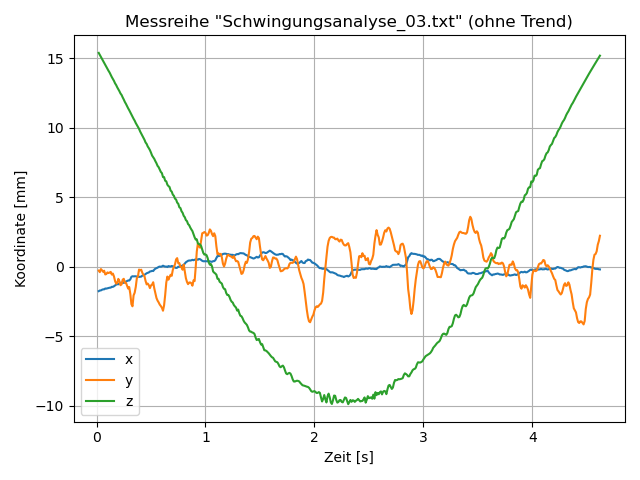 Messreihe "Schwingungsanalyse_03.txt" (ohne Trend)
Koordinate [mm]
15
10
5
0
−5
−10
x
y
z
0 1 2 3 4
Zeit [s]